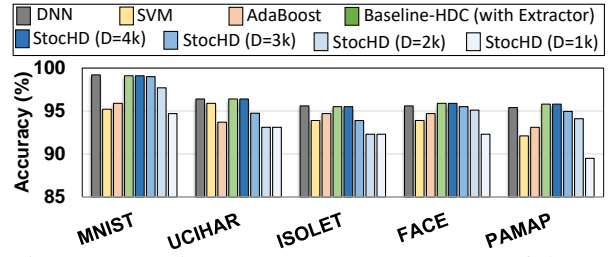 DNN SVM AdaBoost Baseline-HDC (with Extractor)
StocHD (D=4k) StocHD (D=3k) StocHD (D=2k) StocHD (D=1k)
Accuracy (%)
100
95
90
85
MNIST UCIHAR ISOLET FACE PAMAP